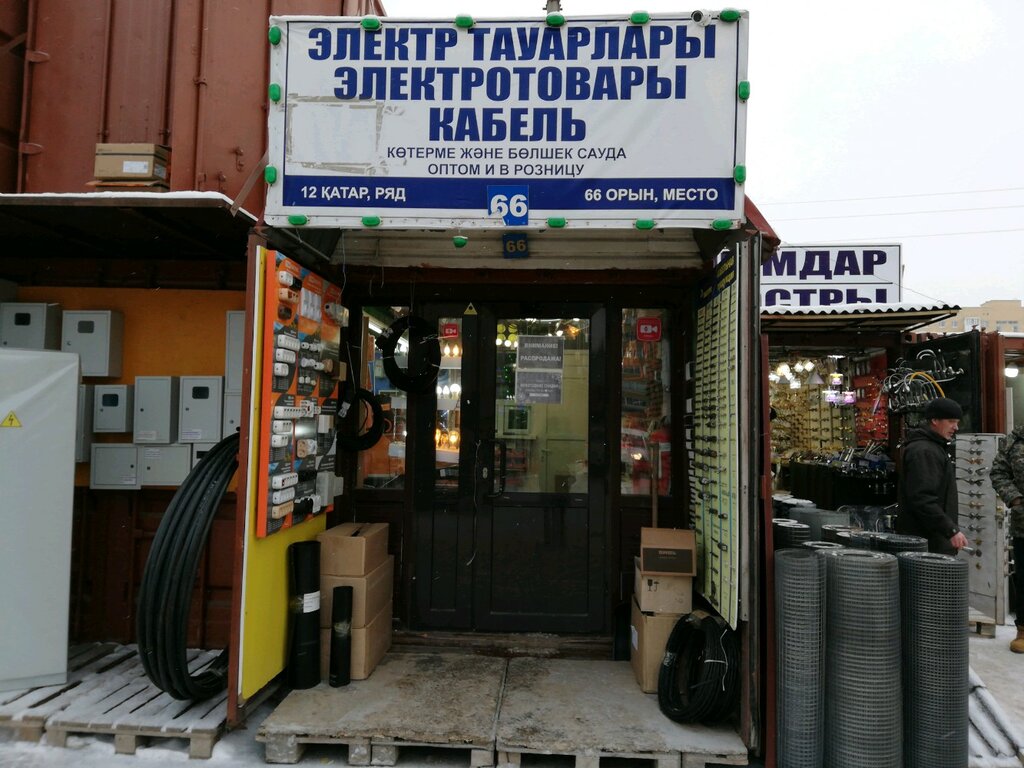 ЭЛЕКТР ТАУАРЛАРЫ
ЭЛЕКТРОТОВАРЫ
КАБЕЛЬ
КӨТЕРМЕ ЖӘНЕ БӨЛШЕК САУДА
ОПТОМ И В РОЗНИЦУ
12 ҚАТАР, РЯД
66
66 ОРЫН, МЕСТО
66
МДАР
СТРЫ
ВНИМАНИЕ!
РАСПРОДАЖА!